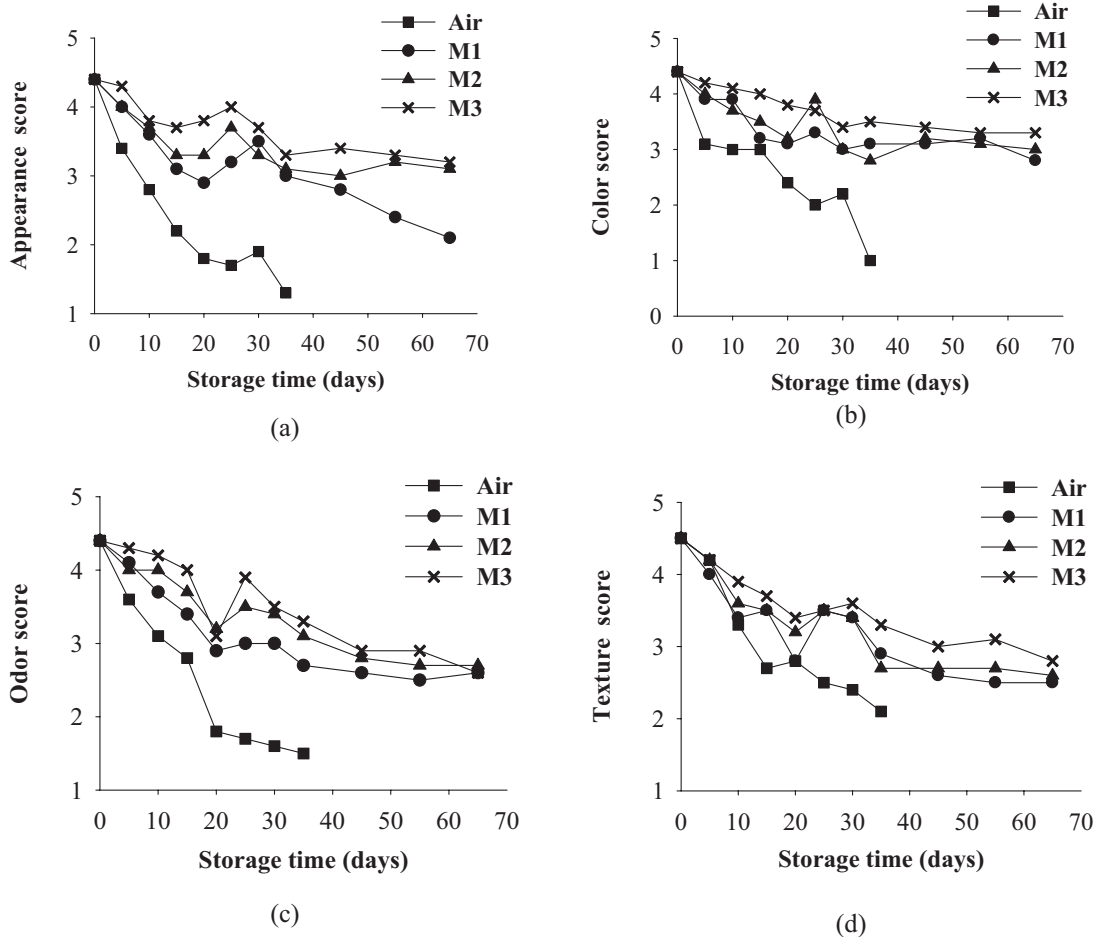 Air
M1
M2
M3
5
4
3
2
1
Appearance score
0 10 20 30 40 50 60 70
Storage time (days)
(a)
Air
M1
M2
M3
5
4
3
2
1
0
Color score
0 10 20 30 40 50 60 70
Storage time (days)
(b)
Air
M1
M2
M3
5
4
3
2
1
Odor score
0 10 20 30 40 50 60 70
Storage time (days)
(c)
Air
M1
M2
M3
5
4
3
2
1
Texture score
0 10 20 30 40 50 60 70
Storage time (days)
(d)